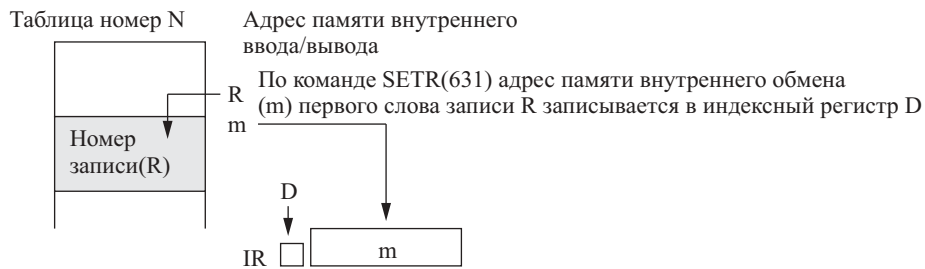 Таблица номер N
Адрес памяти внутреннего
ввода/вывода
R
По команде SETR(631) адрес памяти внутреннего обмена
(m) первого слова записи R записывается в индексный регистр D
m
Номер
записи(R)
D
IR
m